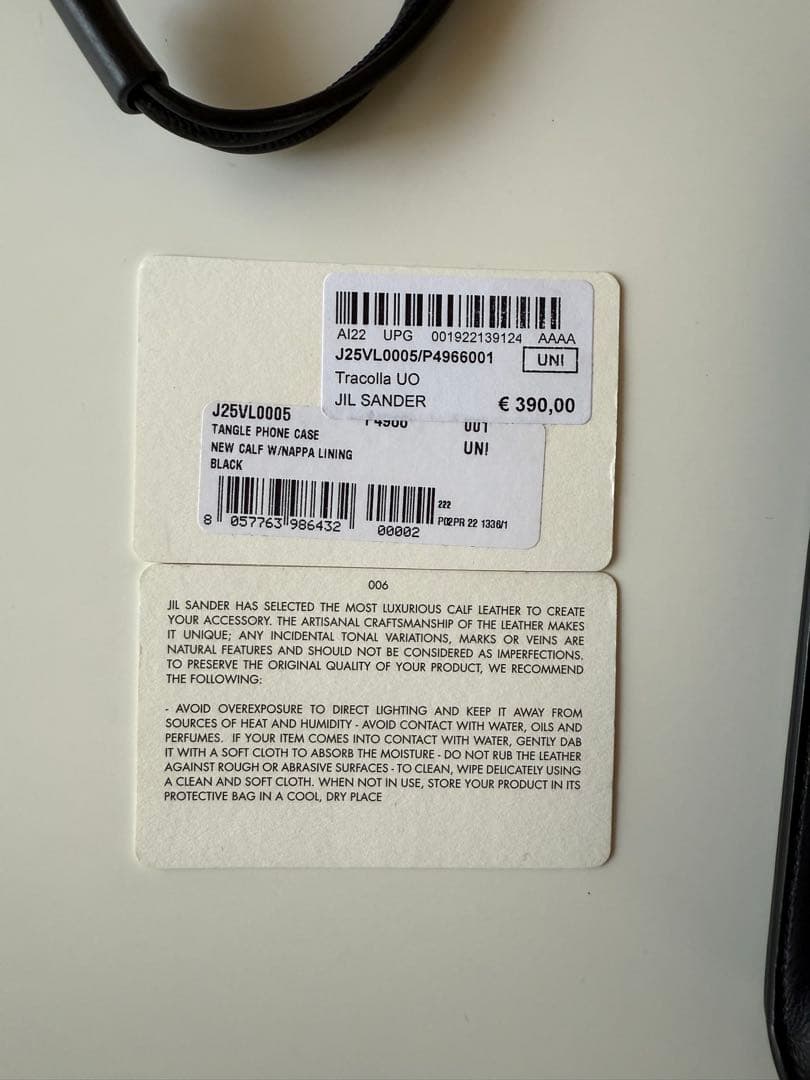 AI22 UPG 001922139124 AAAA
J25VL0005/P4966001 UNI
Tracolla UO
JIL SANDER € 390,00
J25VL0005 P4966 001
TANGLE PHONE CASE
NEW CALF W/NAPPA LINING UNI
BLACK
222
8 057763 986432 00002 P02PR 22 1336/1
006
JIL SANDER HAS SELECTED THE MOST LUXURIOUS CALF LEATHER TO CREATE
YOUR ACCESSORY. THE ARTISANAL CRAFTSMANSHIP OF THE LEATHER MAKES
IT UNIQUE; ANY INCIDENTAL TONAL VARIATIONS, MARKS OR VEINS ARE
NATURAL FEATURES AND SHOULD NOT BE CONSIDERED AS IMPERFECTIONS.
TO PRESERVE THE ORIGINAL QUALITY OF YOUR PRODUCT, WE RECOMMEND
THE FOLLOWING:
- AVOID OVEREXPOSURE TO DIRECT LIGHTING AND KEEP IT AWAY FROM
SOURCES OF HEAT AND HUMIDITY - AVOID CONTACT WITH WATER, OILS AND
PERFUMES. IF YOUR ITEM COMES INTO CONTACT WITH WATER, GENTLY DAB
IT WITH A SOFT CLOTH TO ABSORB THE MOISTURE - DO NOT RUB THE LEATHER
AGAINST ROUGH OR ABRASIVE SURFACES - TO CLEAN, WIPE DELICATELY USING
A CLEAN AND SOFT CLOTH. WHEN NOT IN USE, STORE YOUR PRODUCT IN ITS
PROTECTIVE BAG IN A COOL, DRY PLACE